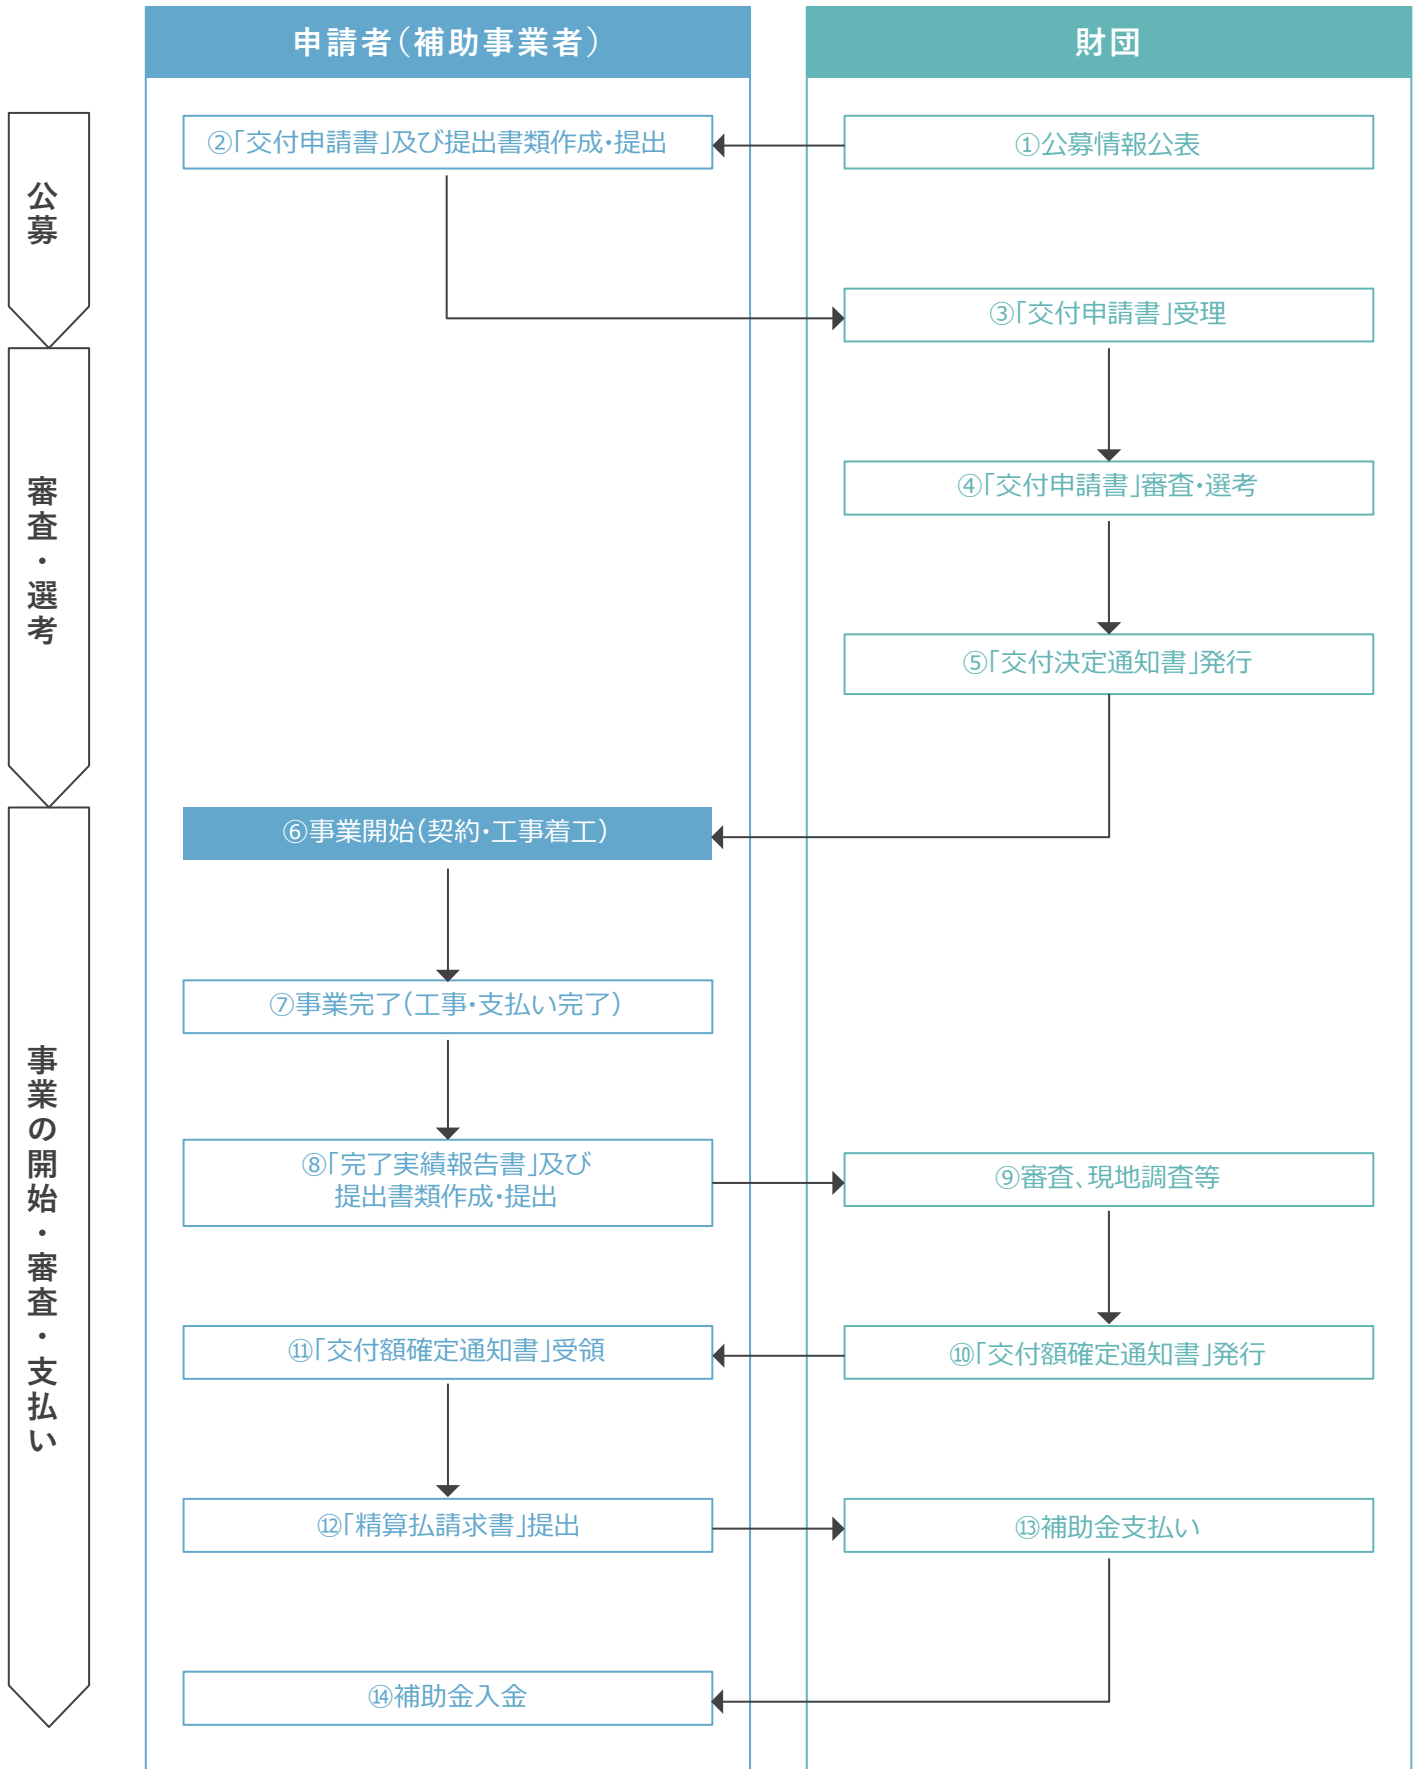 申請者（補助事業者）
財団
公募
②「交付申請書」及び提出書類作成・提出
①公募情報公表
③「交付申請書」受理
審査・選考
④「交付申請書」審査・選考
⑤「交付決定通知書」発行
事業の開始・審査・支払い
⑥事業開始（契約・工事着工）
⑦事業完了（工事・支払い完了）
⑧「完了実績報告書」及び
提出書類作成・提出
⑨審査、現地調査等
⑪「交付額確定通知書」受領
⑩「交付額確定通知書」発行
⑫「精算払請求書」提出
⑬補助金支払い
⑭補助金入金